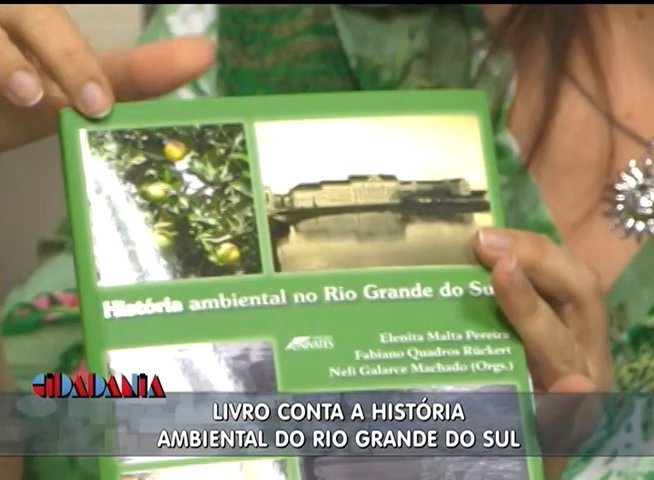 História ambiental no Rio Grande do Sul
UNIVATES
Elenita Malta Pereira
Fabiano Quadros Rückert
Neli Galarce Machado (Orgs.)
CIDADANIA
LIVRO CONTA A HISTÓRIA
AMBIENTAL DO RIO GRANDE DO SUL